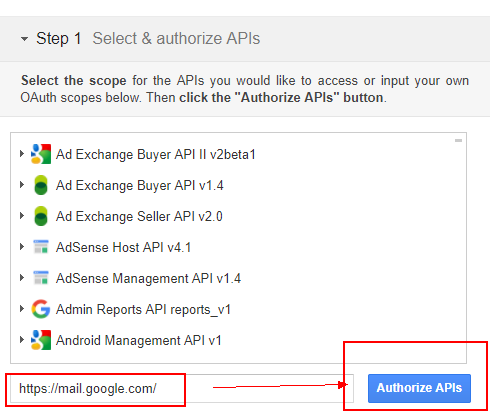 Step 1 Select & authorize APIs
Select the scope for the APIs you would like to access or input your own
OAuth scopes below. Then click the "Authorize APIs" button.
Ad Exchange Buyer API II v2beta1
Ad Exchange Buyer API v1.4
Ad Exchange Seller API v2.0
AdSense Host API v4.1
AdSense Management API v1.4
Admin Reports API reports_v1
Android Management API v1
https://mail.google.com/ Authorize APIs